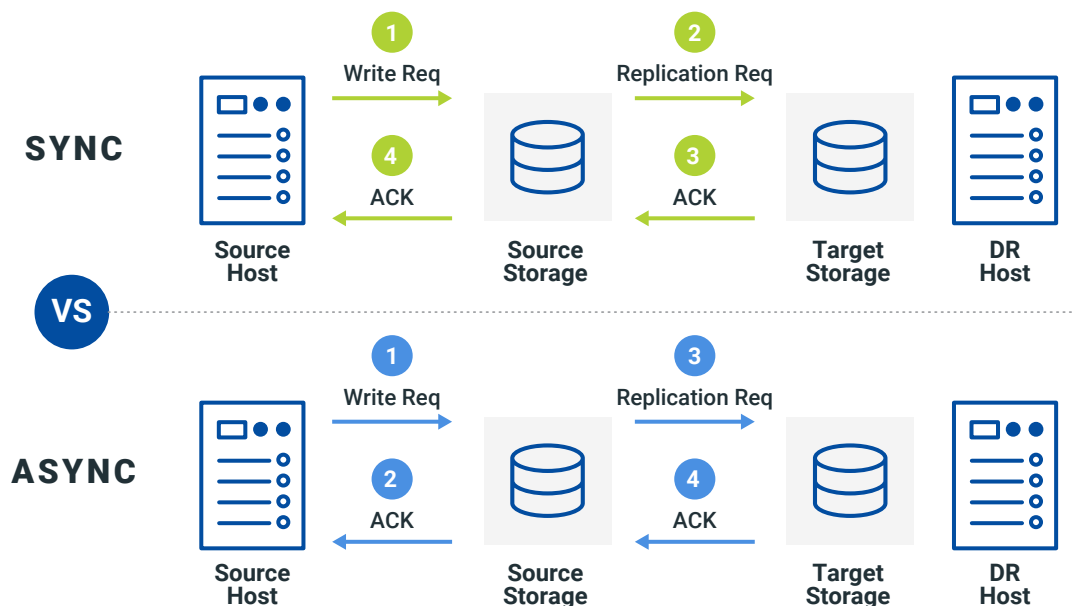 1
2
Write Req
Replication Req
SYNC
4
3
ACK
ACK
Source
Host
Source
Storage
Target
Storage
DR
Host
VS
1
3
Write Req
Replication Req
ASYNC
2
4
ACK
ACK
Source
Host
Source
Storage
Target
Storage
DR
Host